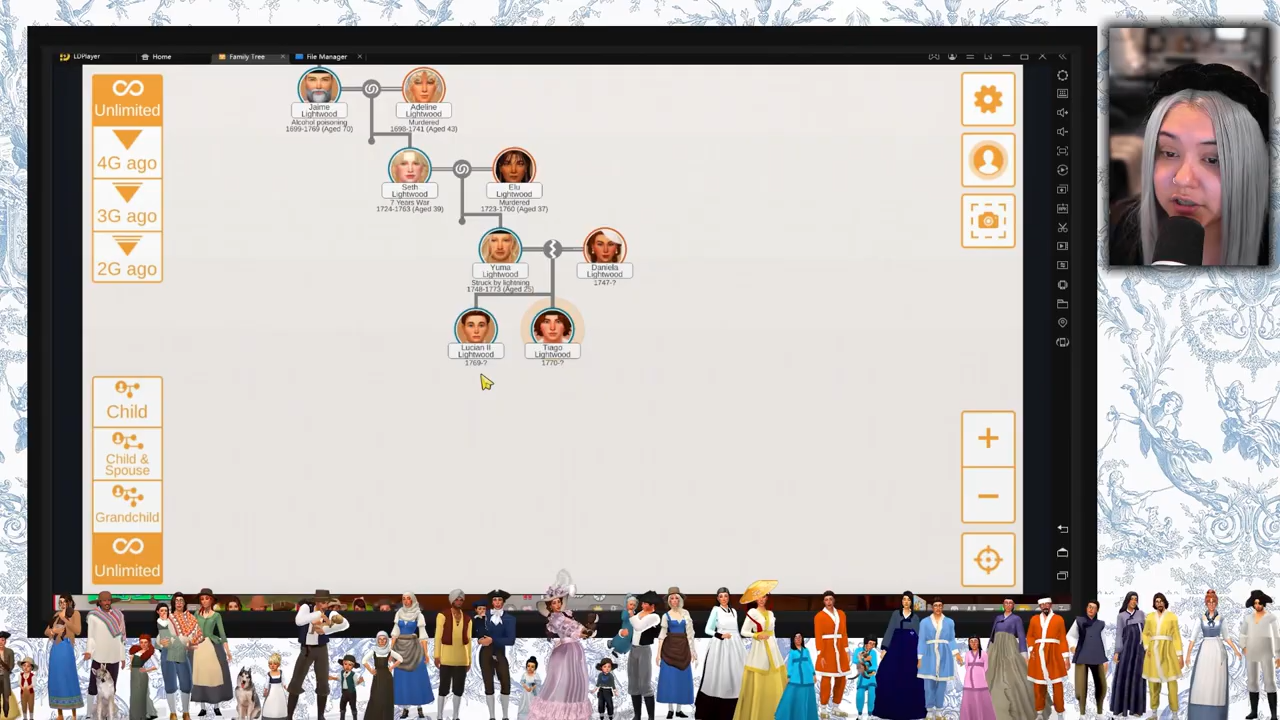 LDPlayer
Home
Family Tree
File Manager
Unlimited
4G ago
3G ago
2G ago
Jaime
Lightwood
Alcohol poisoning
1699-1769 (Aged 70)
Adeline
Lightwood
Murdered
1698-1741 (Aged 42)
Seth
Lightwood
7 Years War
1724-1763 (Aged 39)
Elu
Lightwood
Murdered
1723-1760 (Aged 37)
Yuma
Lightwood
Struck by lightning
1748-1773 (Aged 25)
Daniela
Lightwood
1747-?
Lucian II
Lightwood
1769-?
Tiago
Lightwood
1770-?
Child
Child &
Spouse
Grandchild
Unlimited